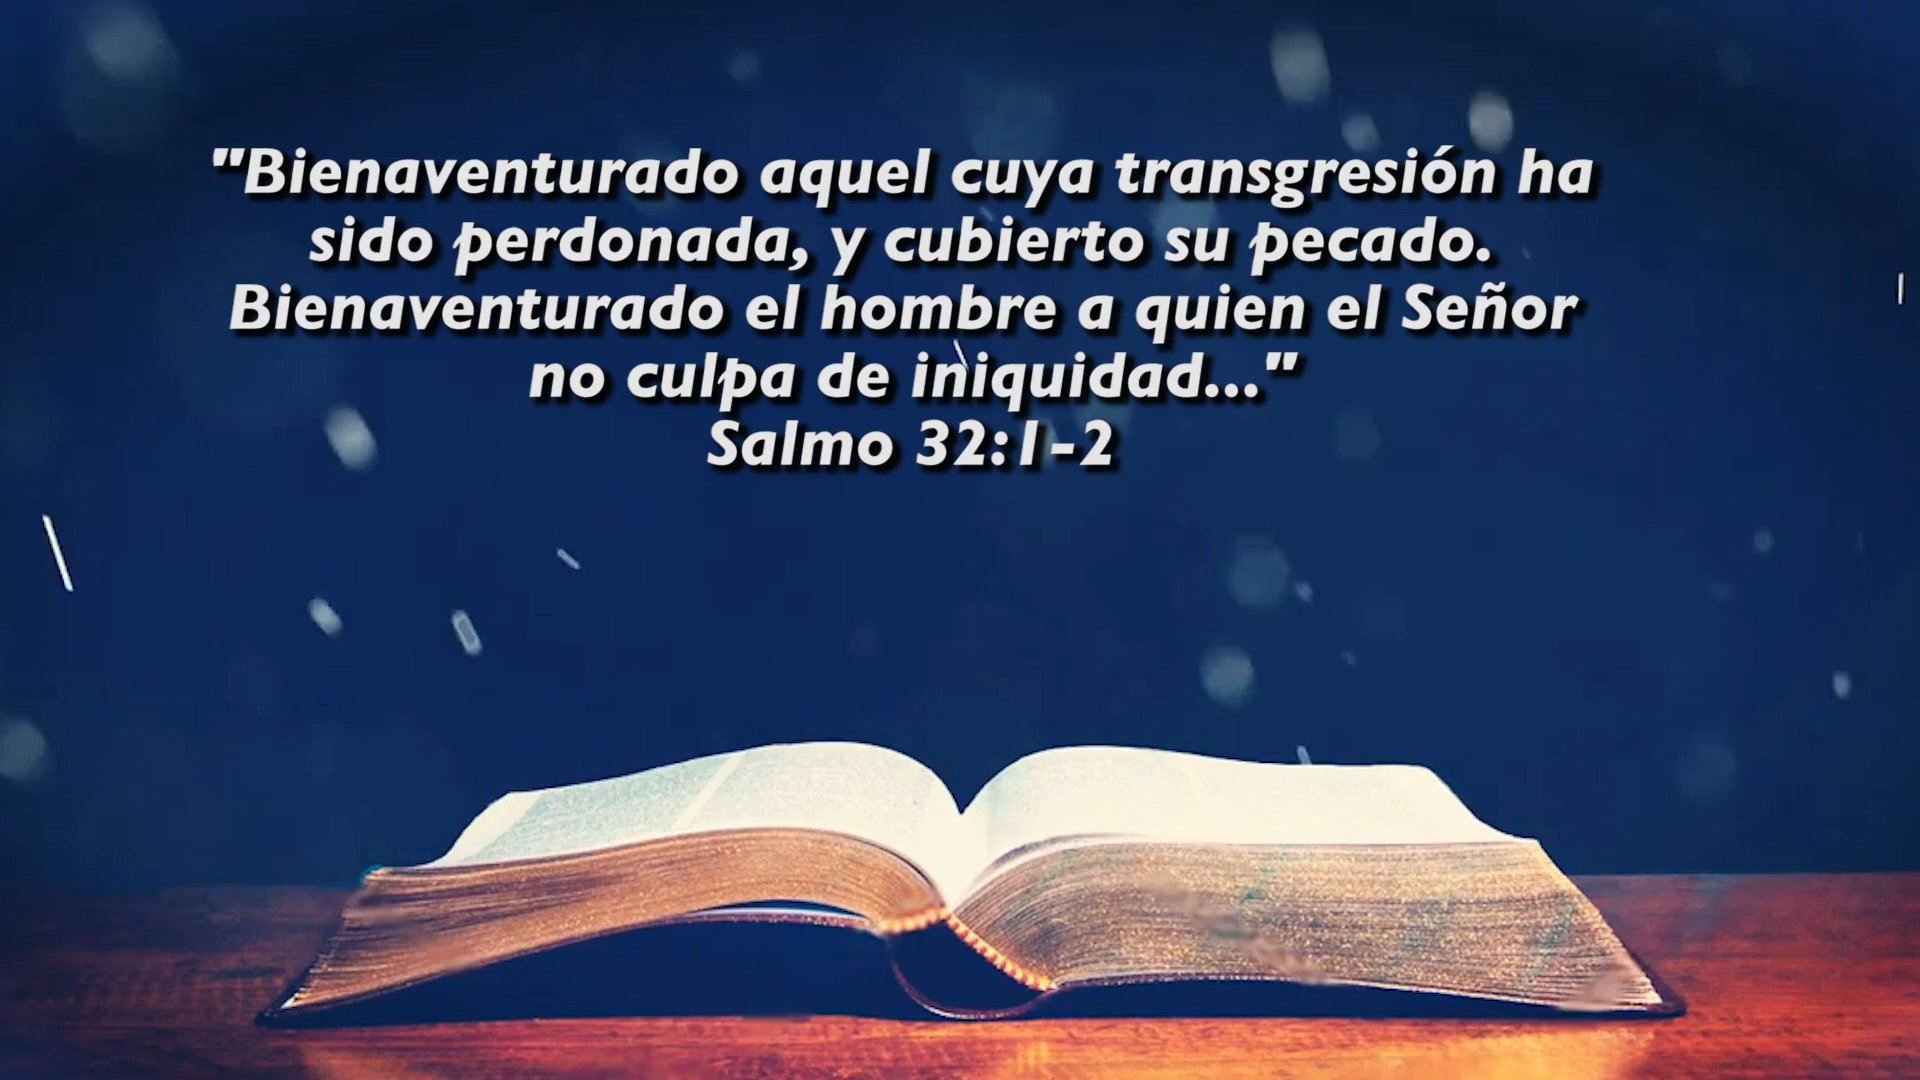 "Bienaventurado aquel cuya transgresión ha
sido perdonada, y cubierto su pecado.
Bienaventurado el hombre a quien el Señor
no culpa de iniquidad..."
Salmo 32:1-2